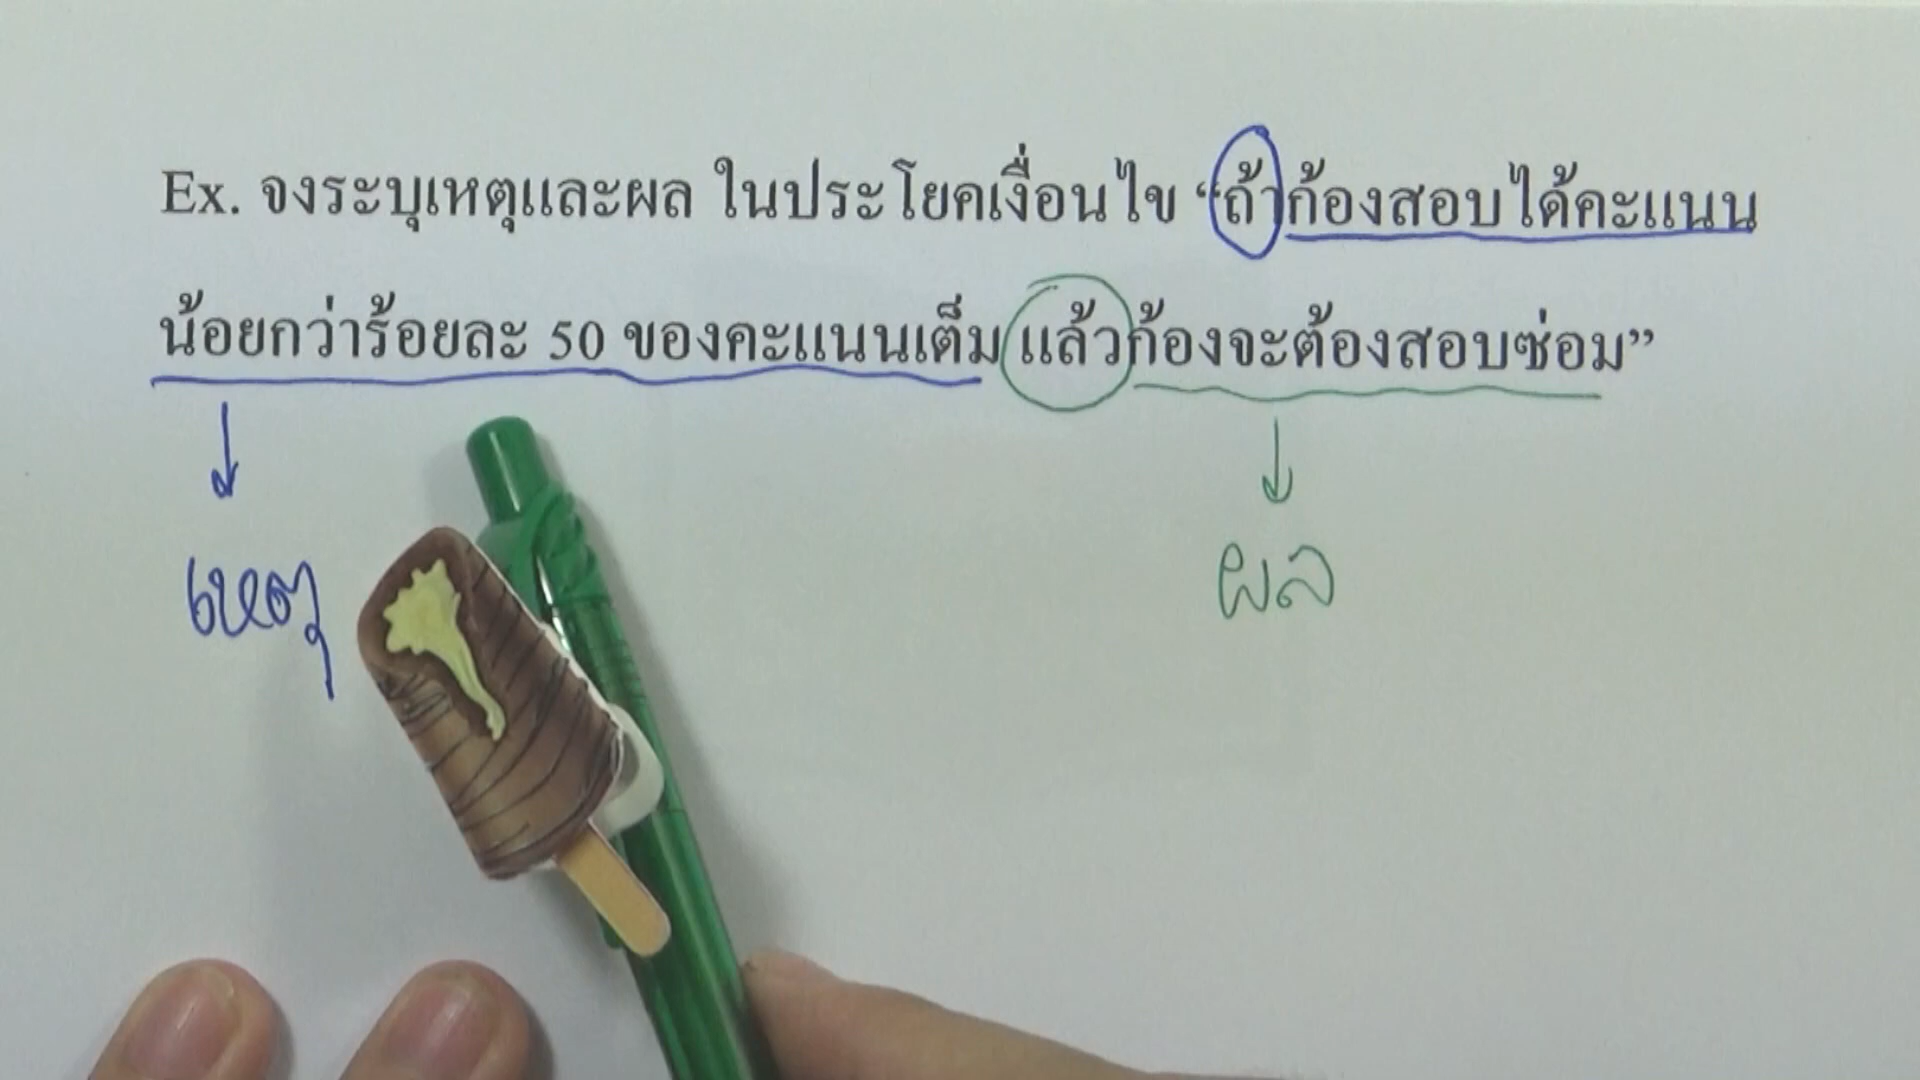 Ex. จงระบุเหตุและผล ในประโยคเงื่อนไข “ถ้าก้องสอบได้คะแนน
น้อยกว่าร้อยละ 50 ของคะแนนเต็ม แล้วก้องจะต้องสอบซ่อม”
เหตุ
ผล